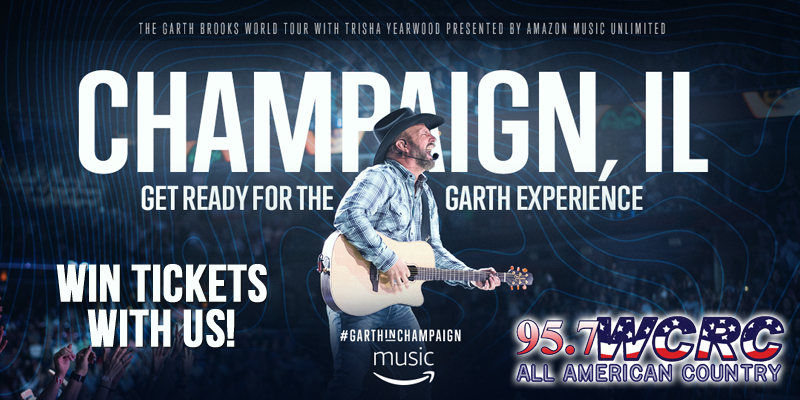 THE GARTH BROOKS WORLD TOUR WITH TRISHA YEARWOOD PRESENTED BY AMAZON MUSIC UNLIMITED
CHAMPAIGN, IL
GET READY FOR THE GARTH EXPERIENCE
WIN TICKETS
WITH US!
#GARTHINCHAMPAIGN
music
95.7 WCRC
ALL AMERICAN COUNTRY